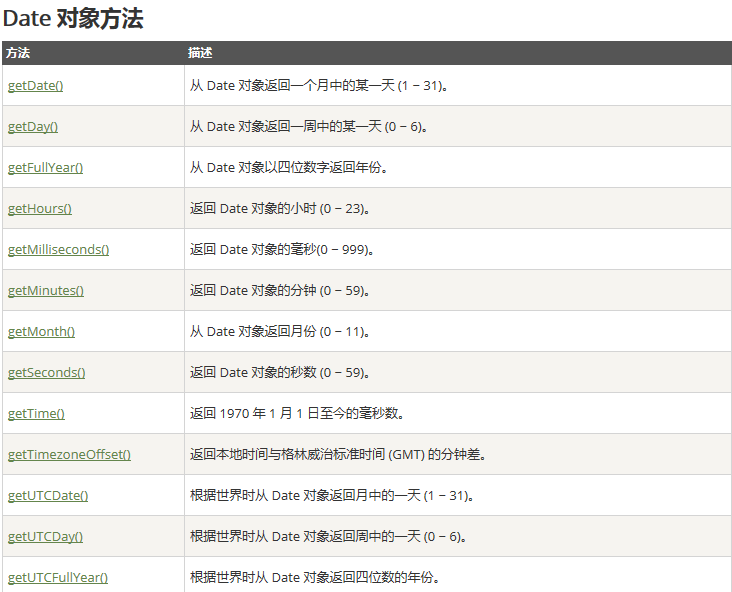 Date 对象方法
方法 描述
getDate() 从 Date 对象返回一个月中的某一天 (1 ~ 31)。
getDay() 从 Date 对象返回一周中的某一天 (0 ~ 6)。
getFullYear() 从 Date 对象以四位数字返回年份。
getHours() 返回 Date 对象的小时 (0 ~ 23)。
getMilliseconds() 返回 Date 对象的毫秒(0 ~ 999)。
getMinutes() 返回 Date 对象的分钟 (0 ~ 59)。
getMonth() 从 Date 对象返回月份 (0 ~ 11)。
getSeconds() 返回 Date 对象的秒数 (0 ~ 59)。
getTime() 返回 1970 年 1 月 1 日至今的毫秒数。
getTimezoneOffset() 返回本地时间与格林威治标准时间 (GMT) 的分钟差。
getUTCDate() 根据世界时从 Date 对象返回月中的一天 (1 ~ 31)。
getUTCDay() 根据世界时从 Date 对象返回周中的一天 (0 ~ 6)。
getUTCFullYear() 根据世界时从 Date 对象返回四位数的年份。